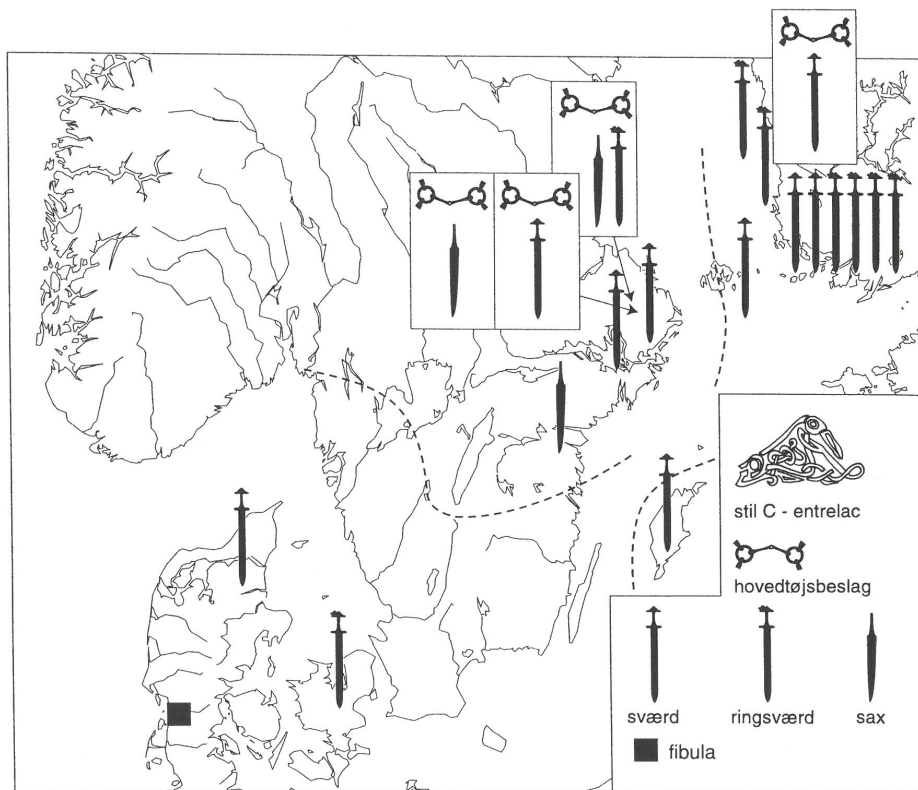 stil C - entrelac
hovedtøjsbeslag
sværd
ringsværd
sax
fibula